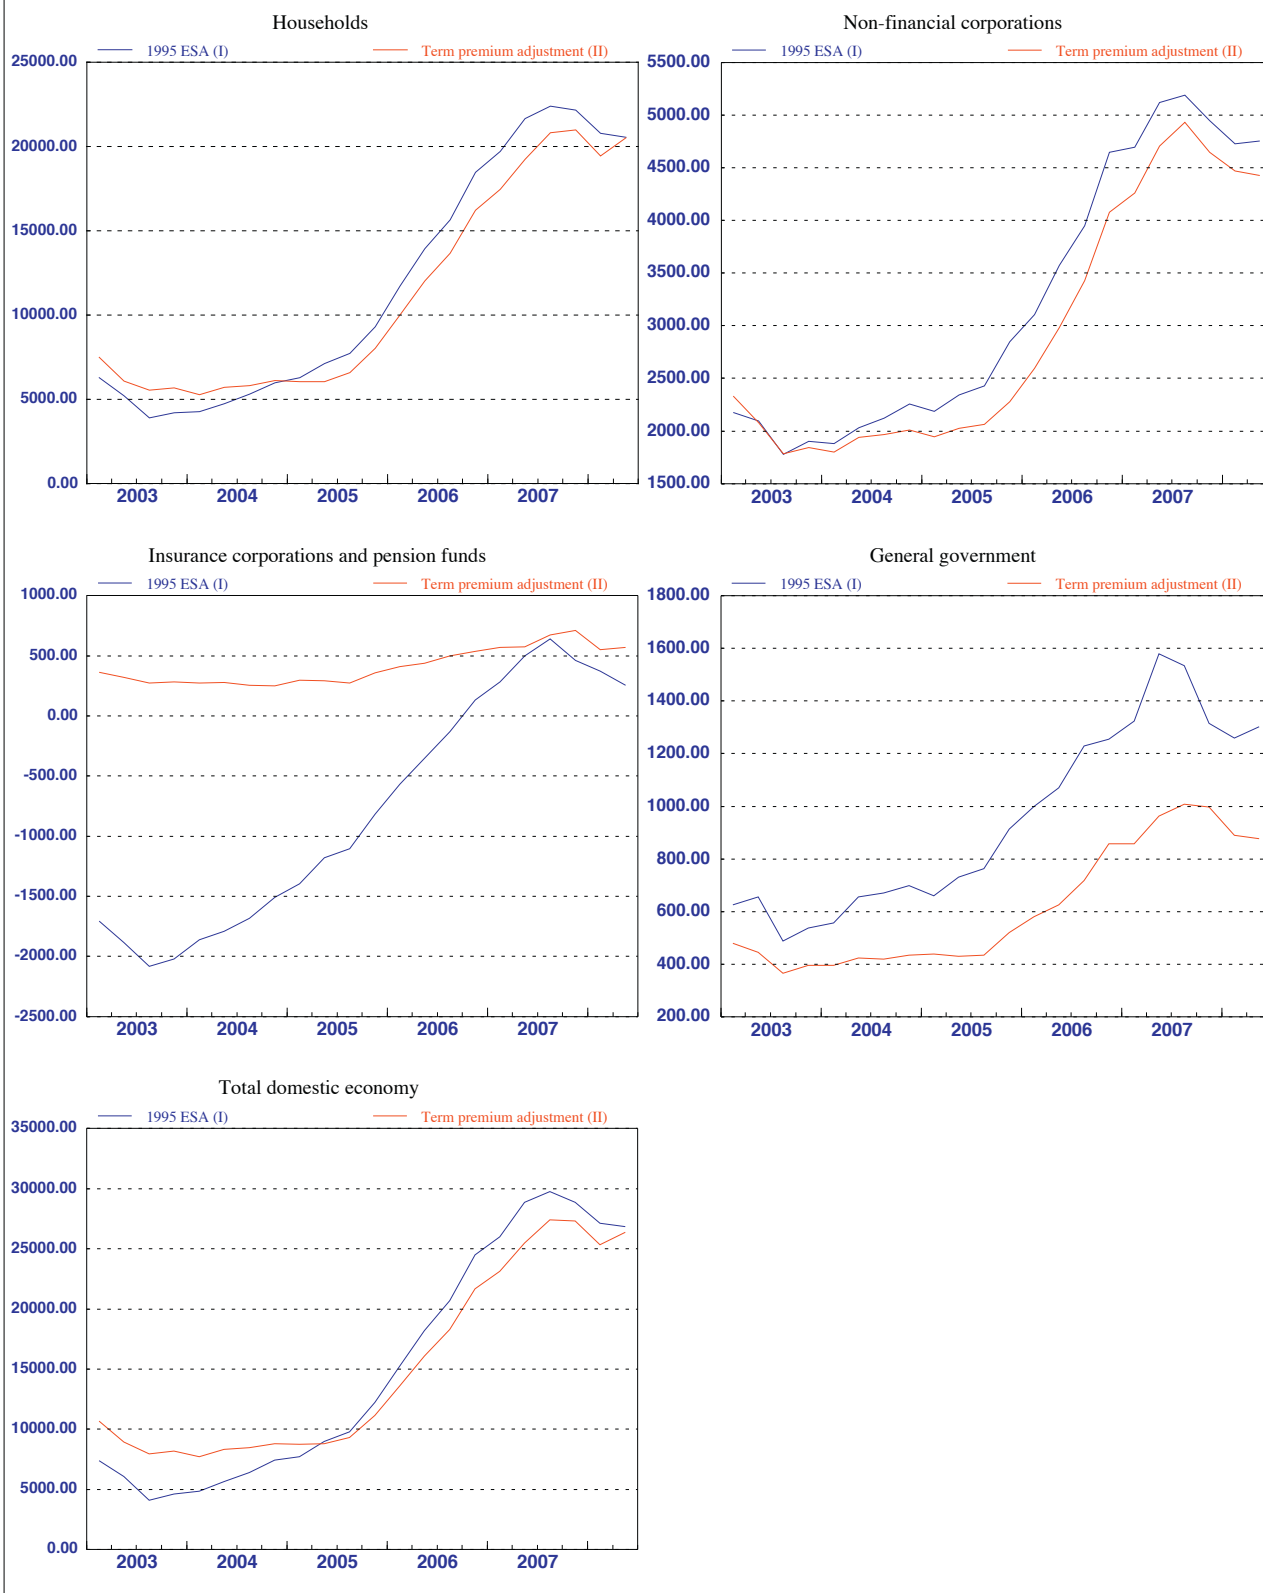 Households
1995 ESA (I) Term premium adjustment (II)
25000.00
20000.00
15000.00
10000.00
5000.00
0.00
2003 2004 2005 2006 2007
Non-financial corporations
1995 ESA (I) Term premium adjustment (II)
5500.00
5000.00
4500.00
4000.00
3500.00
3000.00
2500.00
2000.00
1500.00
2003 2004 2005 2006 2007
Insurance corporations and pension funds
1995 ESA (I) Term premium adjustment (II)
1000.00
500.00
0.00
-500.00
-1000.00
-1500.00
-2000.00
-2500.00
2003 2004 2005 2006 2007
General government
1995 ESA (I) Term premium adjustment (II)
1800.00
1600.00
1400.00
1200.00
1000.00
800.00
600.00
400.00
200.00
2003 2004 2005 2006 2007
Total domestic economy
1995 ESA (I) Term premium adjustment (II)
35000.00
30000.00
25000.00
20000.00
15000.00
10000.00
5000.00
0.00
2003 2004 2005 2006 2007